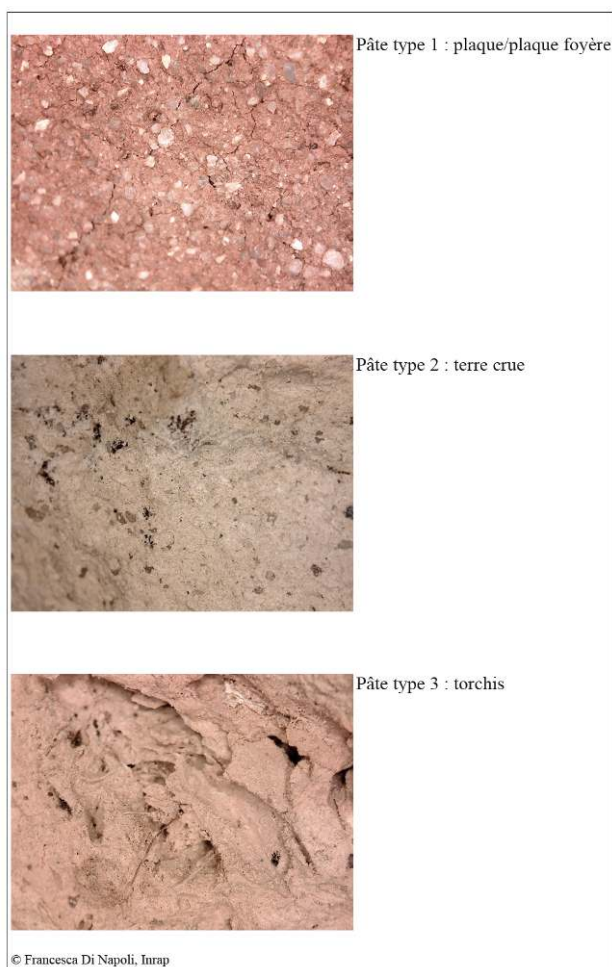 Pâte type 1 : plaque/plaque foyère
Pâte type 2 : terre crue
Pâte type 3 : torchis
© Francesca Di Napoli, Inrap